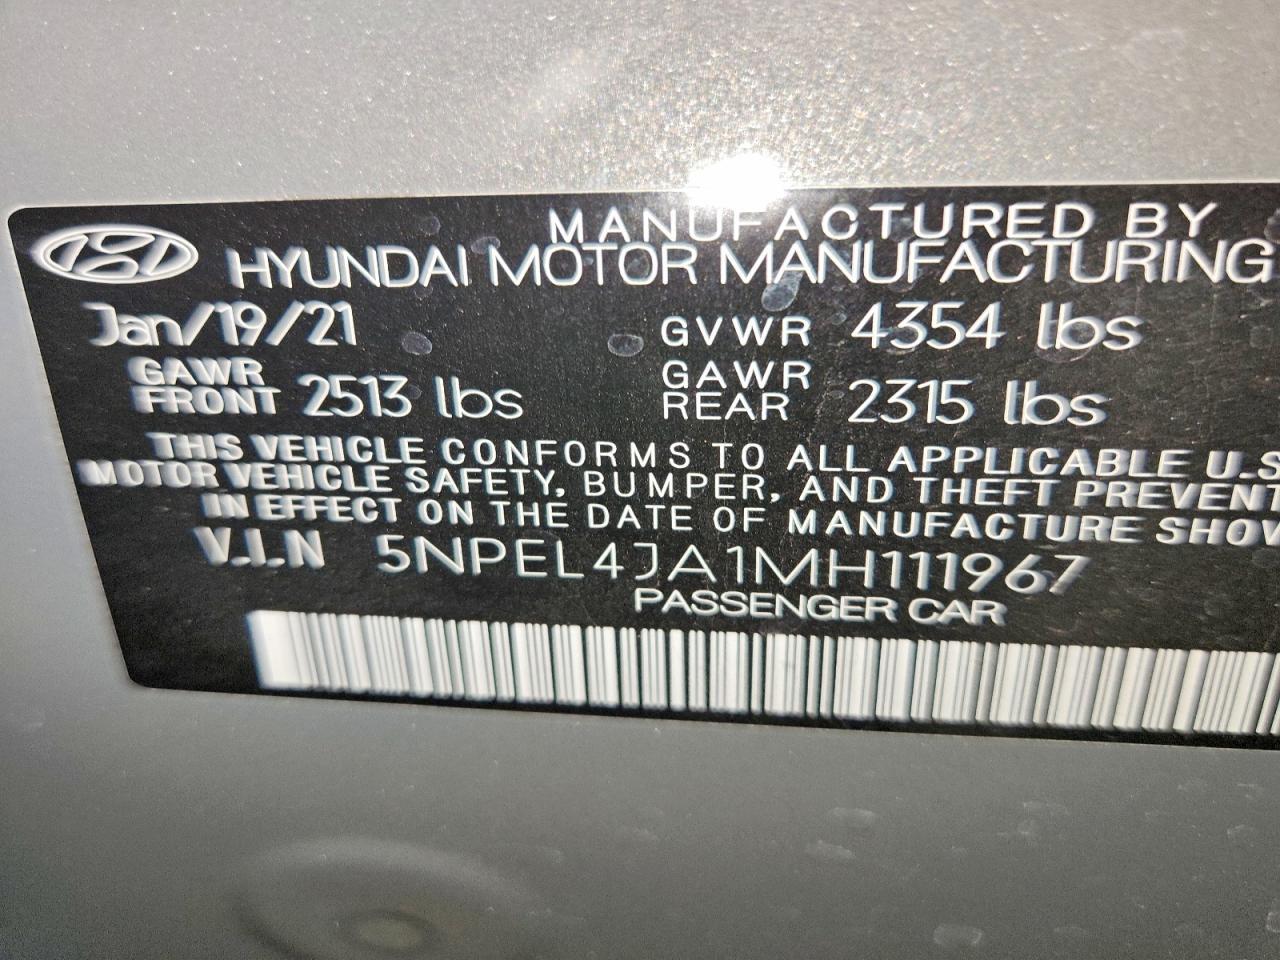 MANUFACTURED BY
HYUNDAI MOTOR MANUFACTURING
Jan/19/21 GVWR 4354 lbs
GAWR FRONT 2513 lbs GAWR REAR 2315 lbs
THIS VEHICLE CONFORMS TO ALL APPLICABLE U.S
MOTOR VEHICLE SAFETY, BUMPER, AND THEFT PREVENT
IN EFFECT ON THE DATE OF MANUFACTURE SHOW
V.I.N 5NPEL4JA1MH111967
PASSENGER CAR